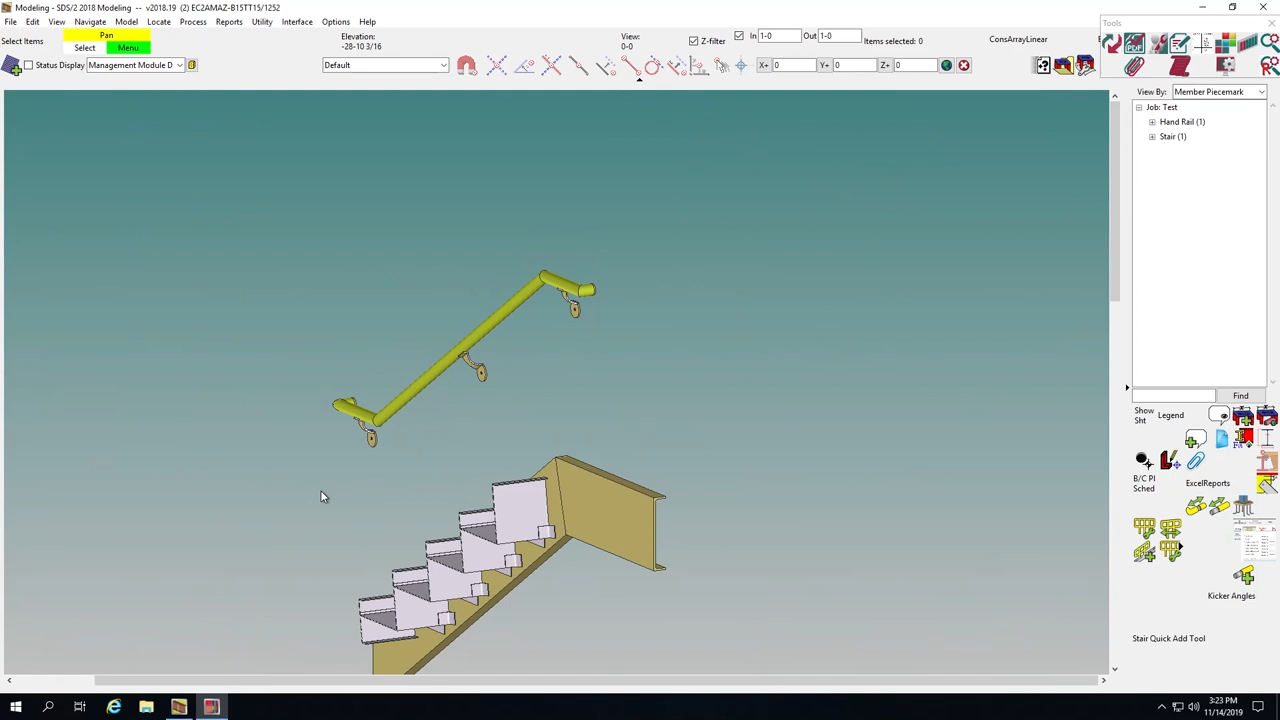 Modeling - SDS/2 2018 Modeling -- v2018.19 (2) EC2AMAZ-B15TT15/1252
File Edit View Navigate Model Locate Process Reports Utility Interface Options Help
Tools
Select Items
Pan
Select Menu
Elevation:
-28-10 3/16
View:
0-0
Z-filter
In 1-0 Out 1-0
Items selected: 0
ConsArrayLinear
Status Display
Management Module D
Default
X+ 0 Y+ 0 Z+ 0
PDF
View By: Member Piecemark
Job: Test
Hand Rail (1)
Stair (1)
Find
Show
Sht
Legend
B/C PI
Sched
ExcelReports
Kicker Angles
Stair Quick Add Tool
3:23 PM
11/14/2019